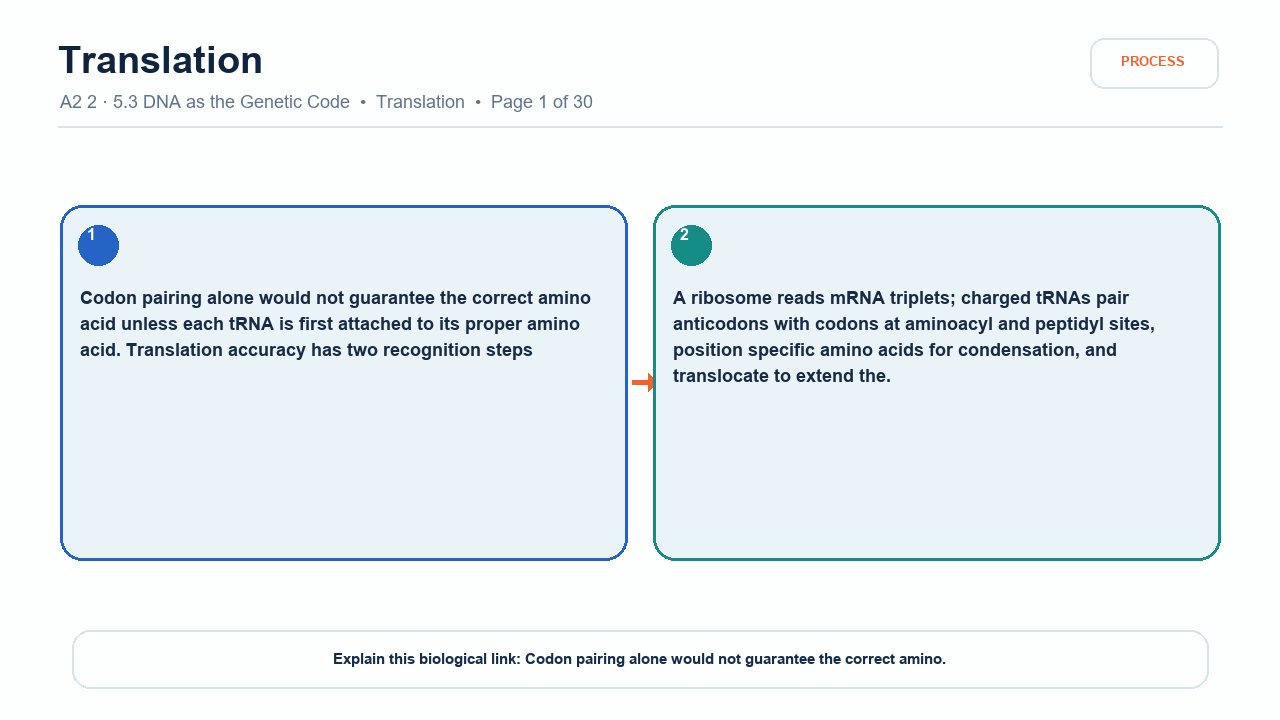 Translation
PROCESS
A2 2 · 5.3 DNA as the Genetic Code • Translation • Page 1 of 30
1
Codon pairing alone would not guarantee the correct amino
acid unless each tRNA is first attached to its proper amino
acid. Translation accuracy has two recognition steps
2
A ribosome reads mRNA triplets; charged tRNAs pair
anticodons with codons at aminoacyl and peptidyl sites,
position specific amino acids for condensation, and
translocate to extend the.
Explain this biological link: Codon pairing alone would not guarantee the correct amino.